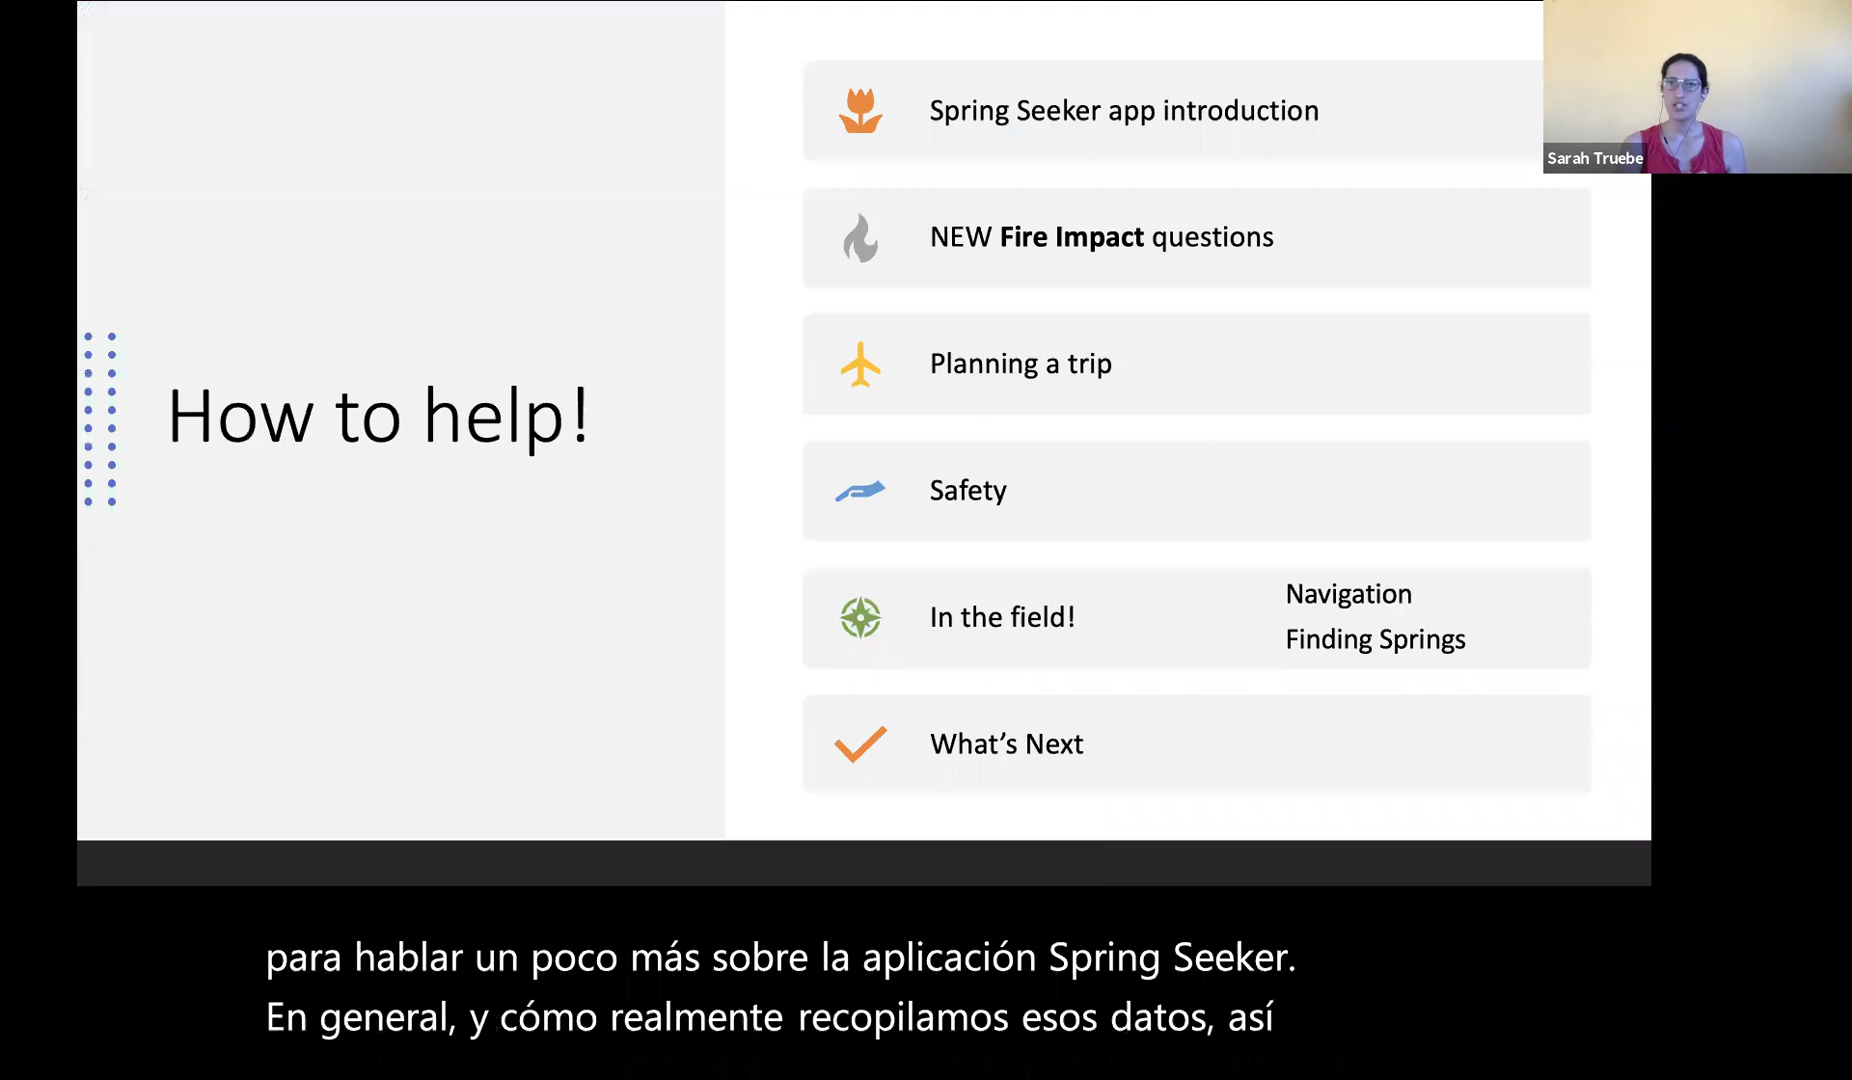 How to help!
Spring Seeker app introduction
NEW Fire Impact questions
Planning a trip
Safety
In the field!
Navigation
Finding Springs
What's Next
Sarah Truebe
para hablar un poco más sobre la aplicación Spring Seeker.
En general, y cómo realmente recopilamos esos datos, así